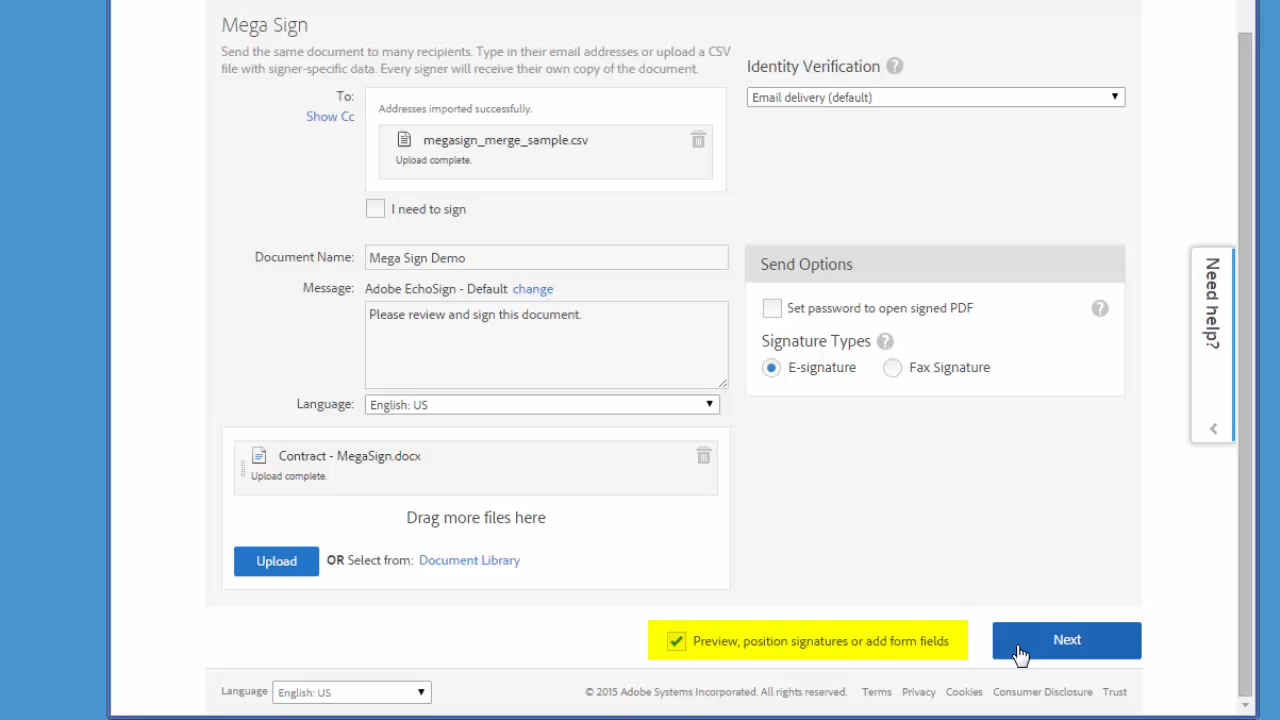 Mega Sign
Send the same document to many recipients. Type in their email addresses or upload a CSV
file with signer-specific data. Every signer will receive their own copy of the document.
To:
Show Cc
Addresses imported successfully.
megasign_merge_sample.csv
Upload complete.
I need to sign
Identity Verification ?
Email delivery (default)
Document Name: Mega Sign Demo
Message: Adobe EchoSign - Default change
Please review and sign this document.
Language: English: US
Send Options
Set password to open signed PDF ?
Signature Types ?
E-signature Fax Signature
Need help?
Contract - MegaSign.docx
Upload complete.
Drag more files here
Upload OR Select from: Document Library
Preview, position signatures or add form fields
Next
Language English: US
© 2015 Adobe Systems Incorporated. All rights reserved. Terms Privacy Cookies Consumer Disclosure Trust